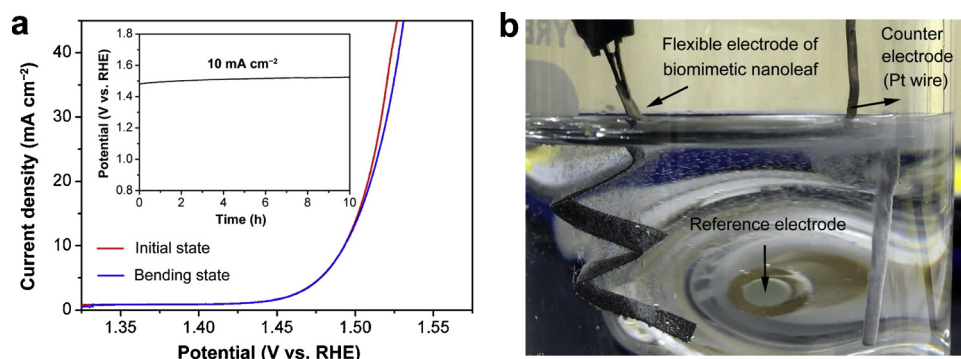 a
Current density (mA cm⁻²)
40
30
20
10
0
1.35
1.40
1.45
1.50
1.55
Potential (V vs. RHE)
Initial state
Bending state
Potential (V vs. RHE)
1.8
1.6
1.4
1.2
1.0
0.8
10 mA cm⁻²
0
2
4
6
8
10
Time (h)
b
Flexible electrode of
biomimetic nanoleaf
Counter
electrode
(Pt wire)
Reference electrode